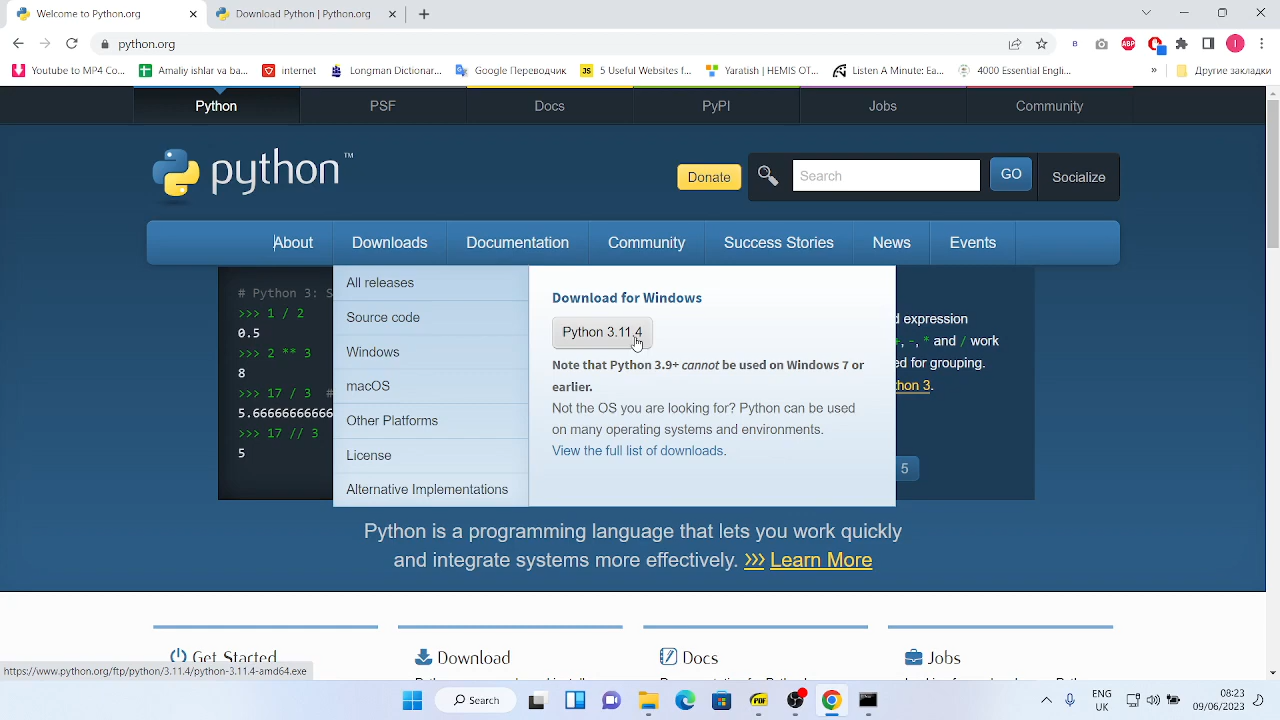 Welcome to Python.org
Download Python | Python.org
python.org
Youtube to MP4 Co...
Amaliy ishlar va ba...
internet
Longman Dictionar...
Google Переводчик
5 Useful Websites f...
Yaratish | HEMIS OT...
Listen A Minute: Ea...
4000 Essential Engli...
»
Другие закладки
Python
PSF
Docs
PyPI
Jobs
Community
python™
Donate
Search
GO
Socialize
About
Downloads
Documentation
Community
Success Stories
News
Events
# Python 3: S
>>> 1 / 2
0.5
>>> 2 ** 3
8
>>> 17 / 3 #
5.66666666666
>>> 17 // 3
5
All releases
Source code
Windows
macOS
Other Platforms
License
Alternative Implementations
Download for Windows
Python 3.11.4
Note that Python 3.9+ cannot be used on Windows 7 or
earlier.
Not the OS you are looking for? Python can be used
on many operating systems and environments.
View the full list of downloads.
d expression
+, -, * and / work
ed for grouping.
hon 3.
5
Python is a programming language that lets you work quickly
and integrate systems more effectively. >>> Learn More
Get Started
Download
Docs
Jobs
https://www.python.org/ftp/python/3.11.4/python-3.11.4-amd64.exe
Search
PDF
ENG
UK
08:23
09/06/2023